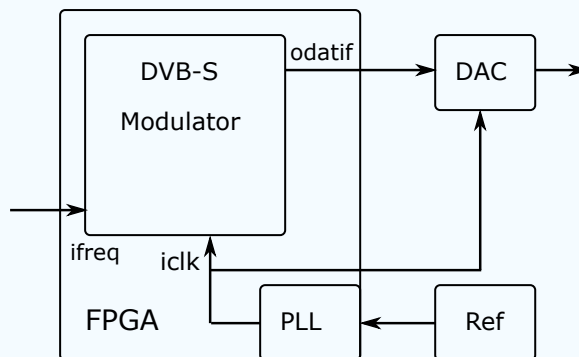 odatif
DVB-S
DAC
Modulator
ifreq
iclk
FPGA
PLL
Ref